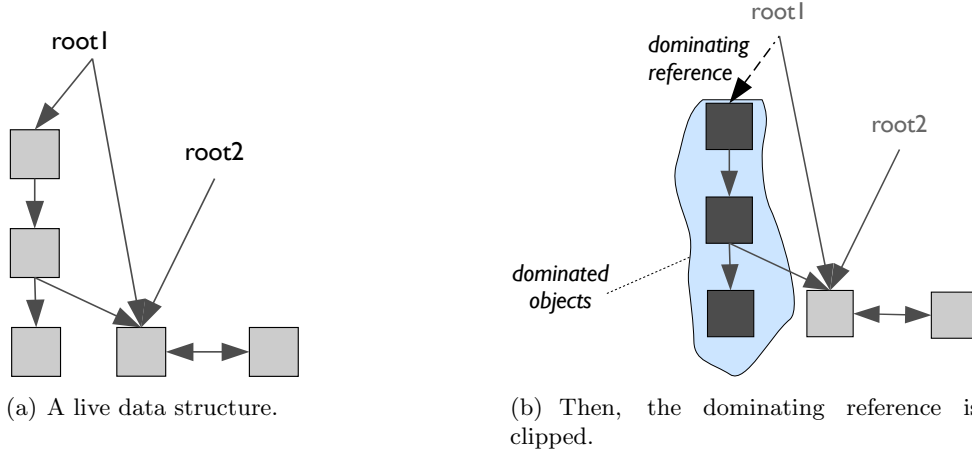 root1
root2
(a) A live data structure.
root1
dominating
reference
root2
dominated
objects
(b) Then, the dominating reference is
clipped.